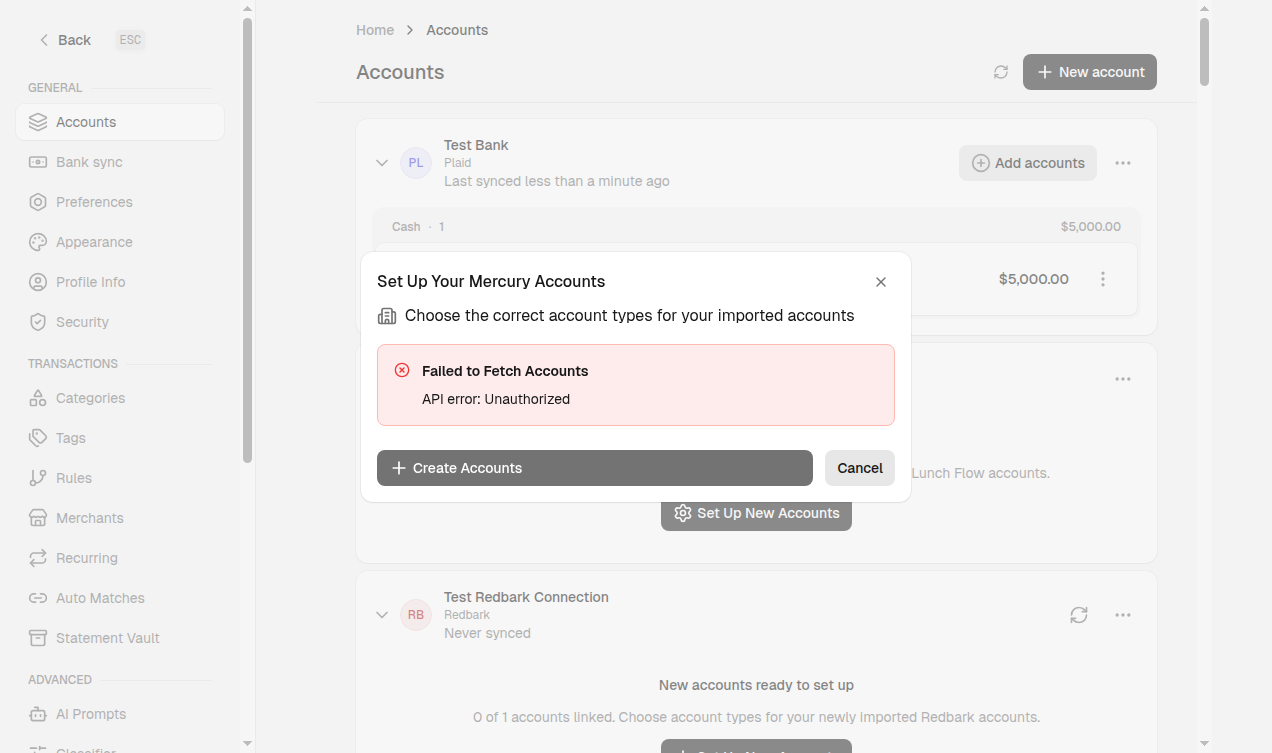 Back
ESC
GENERAL
Accounts
Bank sync
Preferences
Appearance
Profile Info
Security
TRANSACTIONS
Categories
Tags
Rules
Merchants
Recurring
Auto Matches
Statement Vault
ADVANCED
AI Prompts
Home
Accounts
Accounts
New account
PL
Test Bank
Plaid
Last synced less than a minute ago
Add accounts
Cash · 1
$5,000.00
$5,000.00
Set Up Your Mercury Accounts
Choose the correct account types for your imported accounts
Failed to Fetch Accounts
API error: Unauthorized
Create Accounts
Cancel
Lunch Flow accounts.
Set Up New Accounts
RB
Test Redbark Connection
Redbark
Never synced
New accounts ready to set up
0 of 1 accounts linked. Choose account types for your newly imported Redbark accounts.